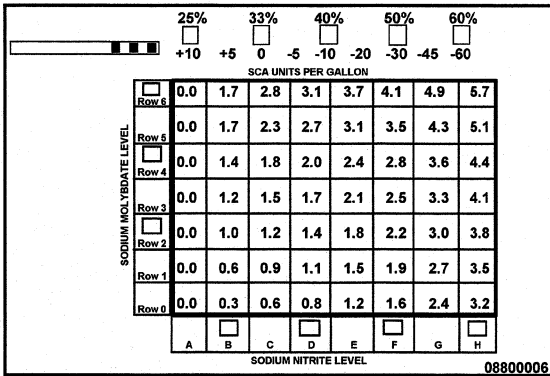 25% 33% 40% 50% 60%
+10 +5 0 -5 -10 -20 -30 -45 -60
SCA UNITS PER GALLON
SODIUM MOLYBDATE LEVEL
Row 6 0.0 1.7 2.8 3.1 3.7 4.1 4.9 5.7
Row 5 0.0 1.7 2.3 2.7 3.1 3.5 4.3 5.1
Row 4 0.0 1.4 1.8 2.0 2.4 2.8 3.6 4.4
Row 3 0.0 1.2 1.5 1.7 2.1 2.5 3.3 4.1
Row 2 0.0 1.0 1.2 1.4 1.8 2.2 3.0 3.8
Row 1 0.0 0.6 0.9 1.1 1.5 1.9 2.7 3.5
Row 0 0.0 0.3 0.6 0.8 1.2 1.6 2.4 3.2
A B C D E F G H
SODIUM NITRITE LEVEL
08800006